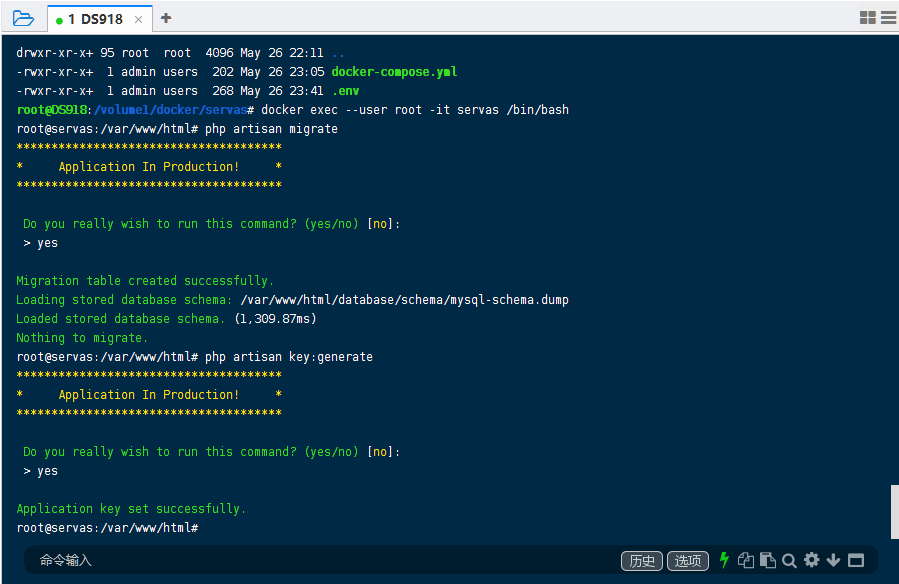 1 DS918
drwxr-xr-x+ 95 root  root  4096 May 26 22:11 ..
-rwxr-xr-x+  1 admin users  202 May 26 23:05 docker-compose.yml
-rwxr-xr-x+  1 admin users  268 May 26 23:41 .env
root@DS918:/volume1/docker/servas# docker exec --user root -it servas /bin/bash
root@servas:/var/www/html# php artisan migrate
**************************************
*     Application In Production!     *
**************************************
Do you really wish to run this command? (yes/no) [no]:
> yes
Migration table created successfully.
Loading stored database schema: /var/www/html/database/schema/mysql-schema.dump
Loaded stored database schema. (1,309.87ms)
Nothing to migrate.
root@servas:/var/www/html# php artisan key:generate
**************************************
*     Application In Production!     *
**************************************
Do you really wish to run this command? (yes/no) [no]:
> yes
Application key set successfully.
root@servas:/var/www/html#
命令输入 历史 选项